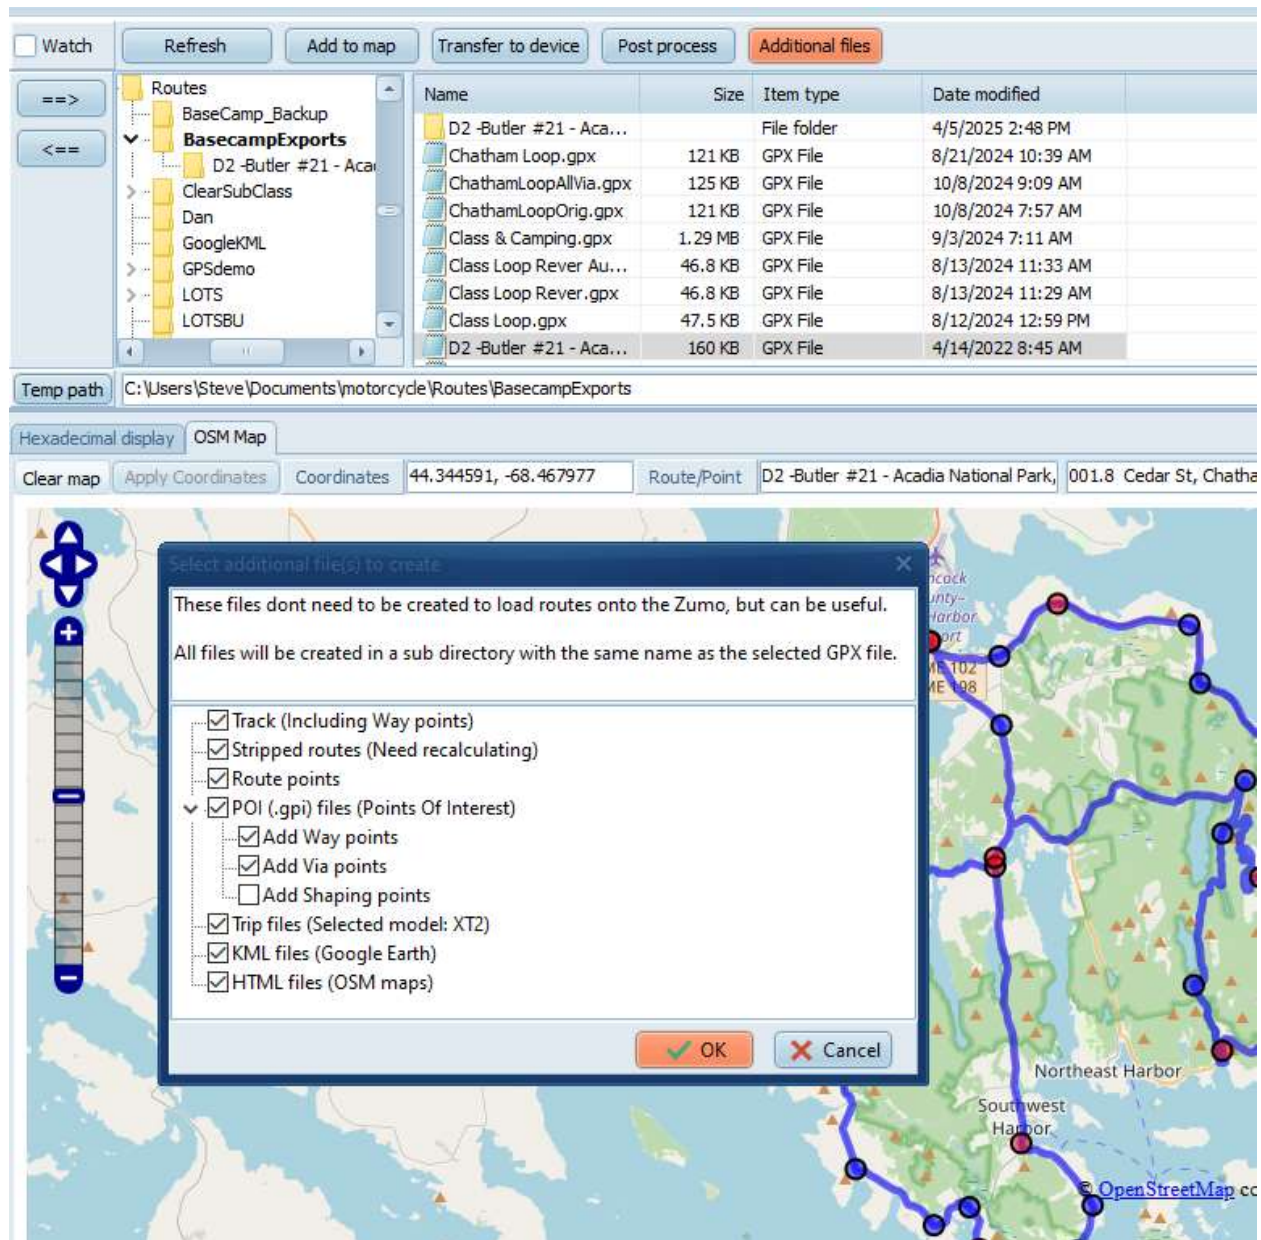 Watch
Refresh
Add to map
Transfer to device
Post process
Additional files
==>
<==
Routes
BaseCamp_Backup
BasecampExports
D2 -Butler #21 - Aca
ClearSubClass
Dan
GoogleKML
GPSdemo
LOTS
LOTSBU
Name Size Item type Date modified
D2 -Butler #21 - Aca... File folder 4/5/2025 2:48 PM
Chatham Loop.gpx 121 KB GPX File 8/21/2024 10:39 AM
ChathamLoopAllVia.gpx 125 KB GPX File 10/8/2024 9:09 AM
ChathamLoopOrig.gpx 121 KB GPX File 10/8/2024 7:57 AM
Class & Camping.gpx 1.29 MB GPX File 9/3/2024 7:11 AM
Class Loop Rever Au... 46.8 KB GPX File 8/13/2024 11:33 AM
Class Loop Rever.gpx 46.8 KB GPX File 8/13/2024 11:29 AM
Class Loop.gpx 47.5 KB GPX File 8/12/2024 12:59 PM
D2 -Butler #21 - Aca... 160 KB GPX File 4/14/2022 8:45 AM
Temp path C:\Users\Steve\Documents\motorcycle\Routes\BasecampExports
Hexadecimal display OSM Map
Clear map Apply Coordinates Coordinates 44.344591, -68.467977 Route/Point D2 -Butler #21 - Acadia National Park, 001.8 Cedar St, Chatha
Select additional file(s) to create
These files dont need to be created to load routes onto the Zumo, but can be useful.
All files will be created in a sub directory with the same name as the selected GPX file.
Track (Including Way points)
Stripped routes (Need recalculating)
Route points
POI (.gpi) files (Points Of Interest)
Add Way points
Add Via points
Add Shaping points
Trip files (Selected model: XT2)
KML files (Google Earth)
HTML files (OSM maps)
OK
Cancel
ME 102
ME 198
Northeast Harbor
Southwest
Harbor
© OpenStreetMap co